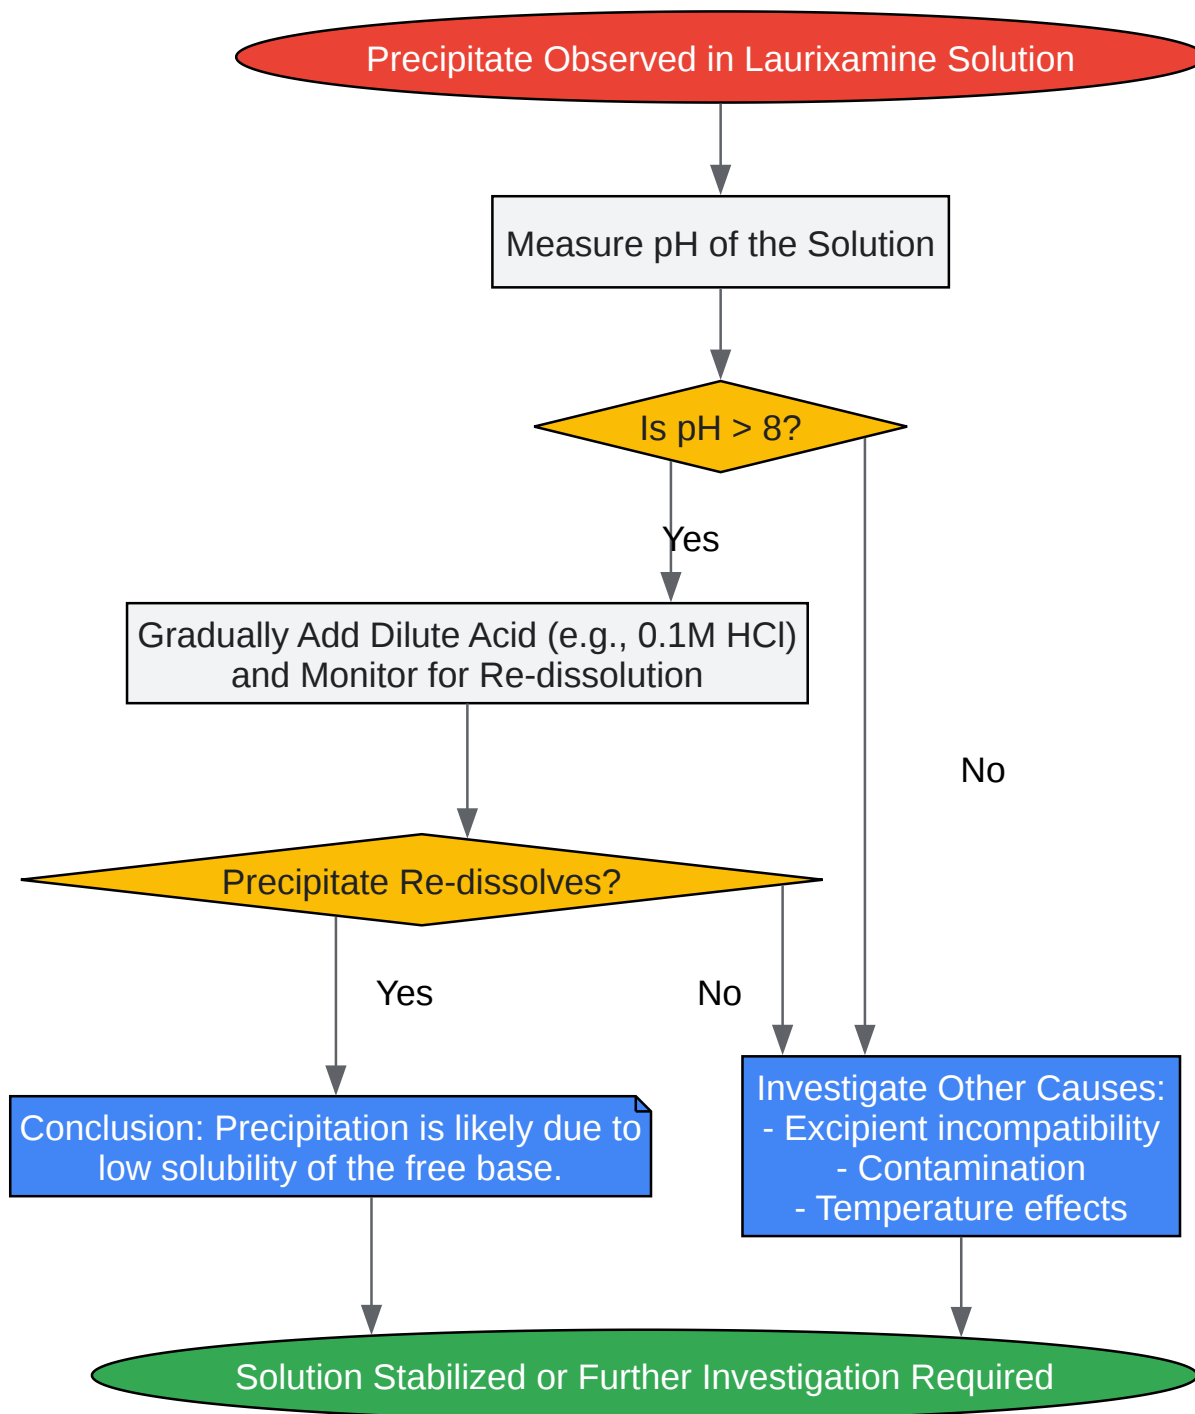 Precipitate Observed in Laurixamine Solution
Measure pH of the Solution
Is pH > 8?
Yes
Gradually Add Dilute Acid (e.g., 0.1M HCl)
and Monitor for Re-dissolution
No
Precipitate Re-dissolves?
Yes
No
Conclusion: Precipitation is likely due to
low solubility of the free base.
Investigate Other Causes:
- Excipient incompatibility
- Contamination
- Temperature effects
Solution Stabilized or Further Investigation Required